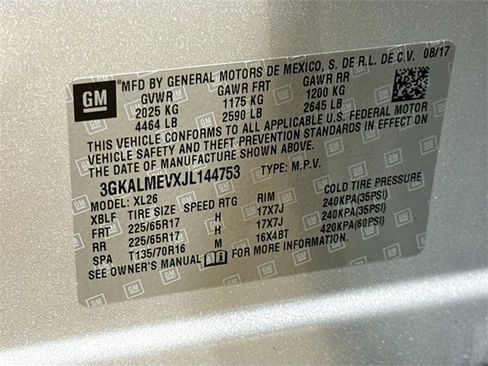 GM
*MFD BY GENERAL MOTORS DE MEXICO, S. DE R.L. DE C.V. 08/17
GVWR GAWR FRT GAWR RR
2025 KG 1175 KG 1200 KG
4464 LB 2590 LB 2645 LB
THIS VEHICLE CONFORMS TO ALL APPLICABLE U.S. FEDERAL MOTOR
VEHICLE SAFETY AND THEFT PREVENTION STANDARDS IN EFFECT ON
THE DATE OF MANUFACTURE SHOWN ABOVE.
3GKALMEVXJL144753 TYPE: M.P.V.
MODEL: XL26
XBLF TIRE SIZE SPEED RTG RIM COLD TIRE PRESSURE
FRT 225/65R17 H 17X7J 240KPA(35PSI)
RR 225/65R17 H 17X7J 240KPA(35PSI)
SPA T135/70R16 M 16X4BT 420KPA(60PSI)
SEE OWNER'S MANUAL FOR MORE INFORMATION.